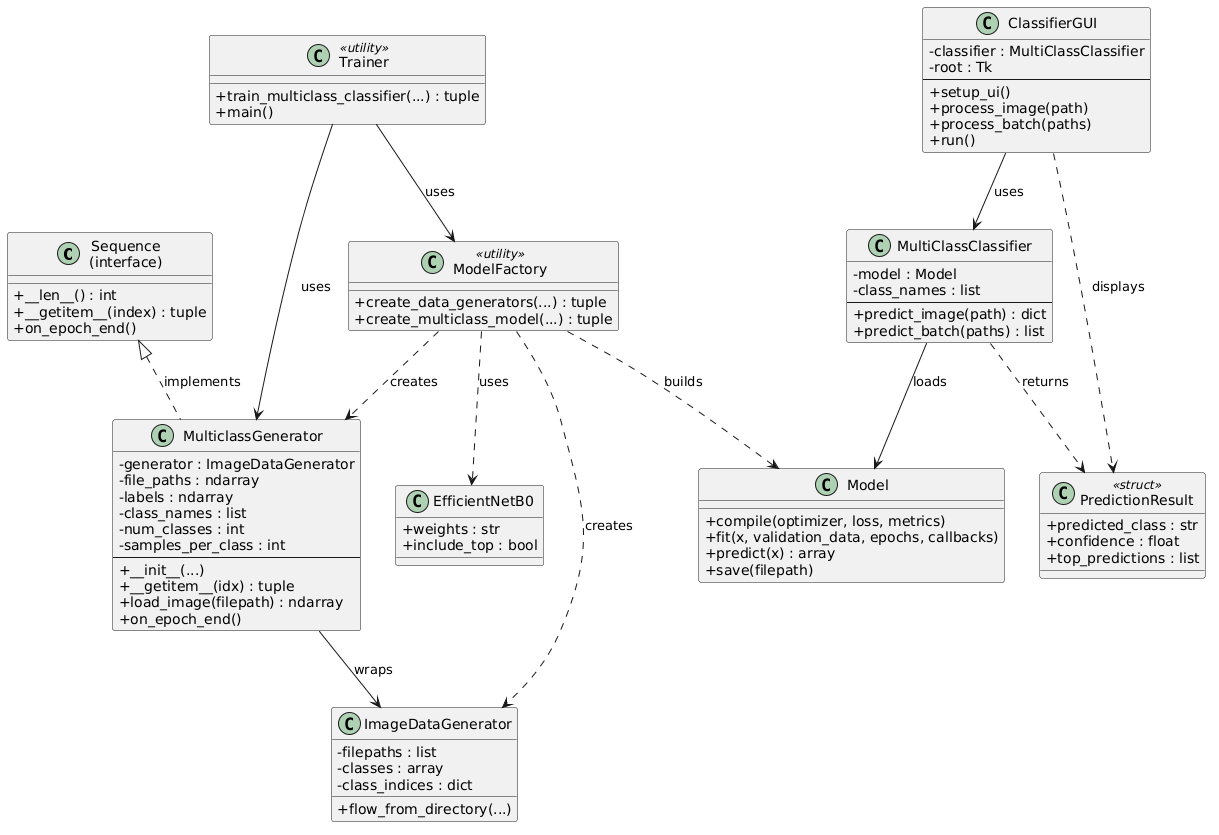 C
«utility»
Trainer
+train_multiclass_classifier(...) : tuple
+main()
C
ClassifierGUI
-classifier : MultiClassClassifier
-root : Tk
+setup_ui()
+process_image(path)
+process_batch(paths)
+run()
uses
uses
uses
displays
C
Sequence
(interface)
+__len__() : int
+__getitem__(index) : tuple
+on_epoch_end()
C
«utility»
ModelFactory
+create_data_generators(...) : tuple
+create_multiclass_model(...) : tuple
C
MultiClassClassifier
-model : Model
-class_names : list
+predict_image(path) : dict
+predict_batch(paths) : list
implements
creates
uses
builds
loads
returns
C
MulticlassGenerator
-generator : ImageDataGenerator
-file_paths : ndarray
-labels : ndarray
-class_names : list
-num_classes : int
-samples_per_class : int
+__init__(...)
+__getitem__(idx) : tuple
+load_image(filepath) : ndarray
+on_epoch_end()
C
EfficientNetB0
+weights : str
+include_top : bool
creates
C
Model
+compile(optimizer, loss, metrics)
+fit(x, validation_data, epochs, callbacks)
+predict(x) : array
+save(filepath)
C
«struct»
PredictionResult
+predicted_class : str
+confidence : float
+top_predictions : list
wraps
C
ImageDataGenerator
-filepaths : list
-classes : array
-class_indices : dict
+flow_from_directory(...)